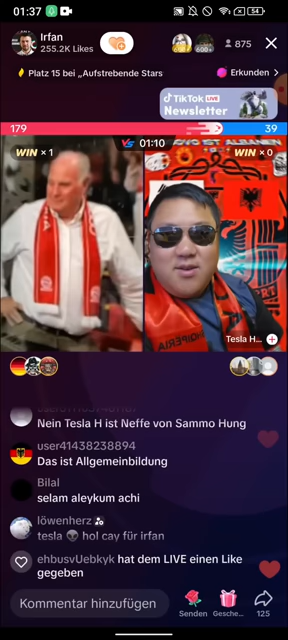 01:37
54
Irfan
255.2K Likes
875
Platz 15 bei „Aufstrebende Stars
Erkunden
TikTok LIVE
Newsletter
179
39
WIN × 1
VS 01:10
WIN × 0
Tesla H...
Nein Tesla H ist Neffe von Sammo Hung
user41438238894
Das ist Allgemeinbildung
Bilal
selam aleykum achi
löwenherz
tesla 👽 hol cay für irfan
ehbusvUebkyk hat dem LIVE einen Like
gegeben
Kommentar hinzufügen
Senden
Gesche...
125